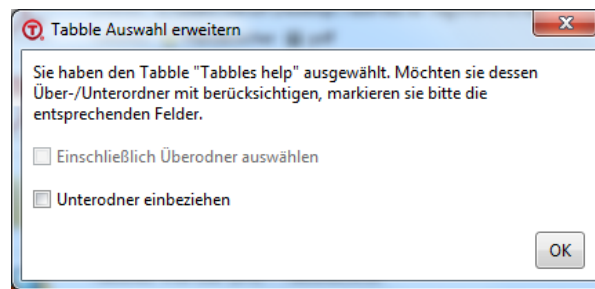 Tabble Auswahl erweitern
Sie haben den Tabble "Tabbles help" ausgewählt. Möchten sie dessen
Über-/Unterordner mit berücksichtigen, markieren sie bitte die
entsprechenden Felder.
Einschließlich Überodner auswählen
Unterodner einbeziehen
OK